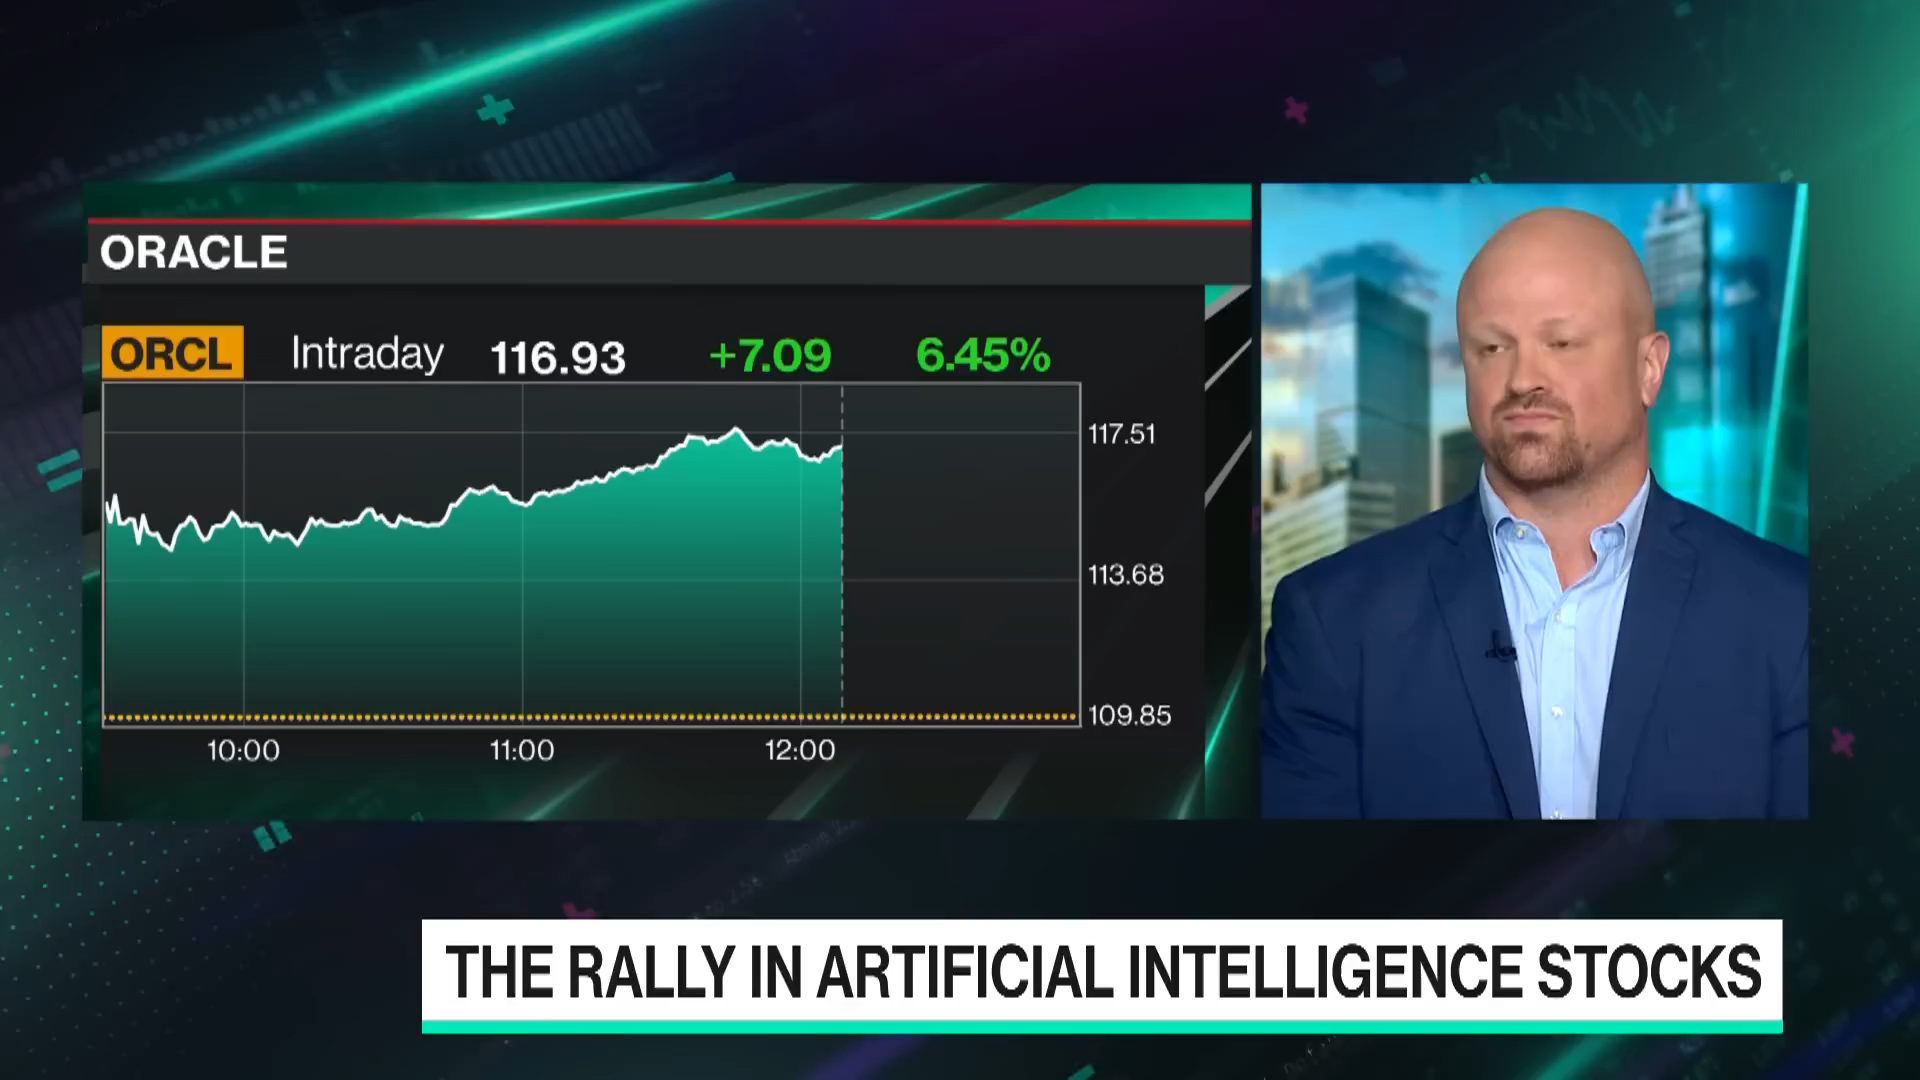 ORACLE
ORCL Intraday 116.93 +7.09 6.45%
117.51
113.68
109.85
10:00 11:00 12:00
THE RALLY IN ARTIFICIAL INTELLIGENCE STOCKS